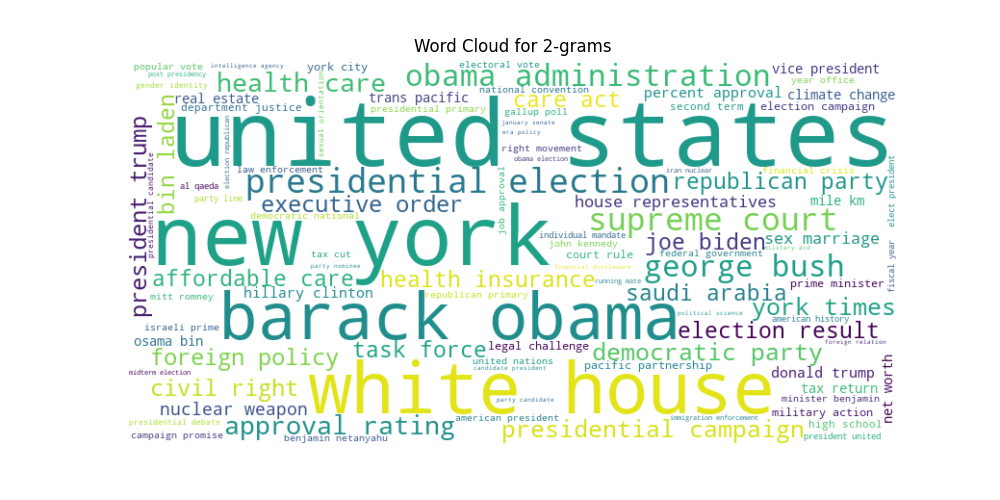 Word Cloud for 2-grams
popular vote
intelligence agency
york city
electoral vote
vice president
post presidency
gender identity
health care
obama administration
year office
national convention
percent approval
climate change
real estate
trans pacific
care act
department justice
presidential primary
gallup poll
second term
election campaign
united states
sexual orientation
january senate
era policy
right movement
obama election
election republican
bin laden
president trump
presidential candidate
law enforcement
iran nuclear
financial crisis
elect president
al qaeda
presidential election
republican party
party line
executive order
job approval
house representatives
mile km
democratic national
supreme court
new york
individual mandate
john kennedy
joe biden
sex marriage
tax cut
court rule
federal government
military aid
party nominee
financial disclosure
george bush
fiscal year
affordable care
health insurance
running mate
prime minister
mitt romney
hillary clinton
republican primary
saudi arabia
york times
barack obama
political science
american history
israeli prime
election result
osama bin
foreign relation
task force
legal challenge
democratic party
foreign policy
united nations
pacific partnership
candidate president
midterm election
donald trump
net worth
civil right
white house
tax return
minister benjamin
party candidate
nuclear weapon
military action
presidential debate
american president
immigration enforcement
approval rating
presidential campaign
high school
campaign promise
benjamin netanyahu
president united